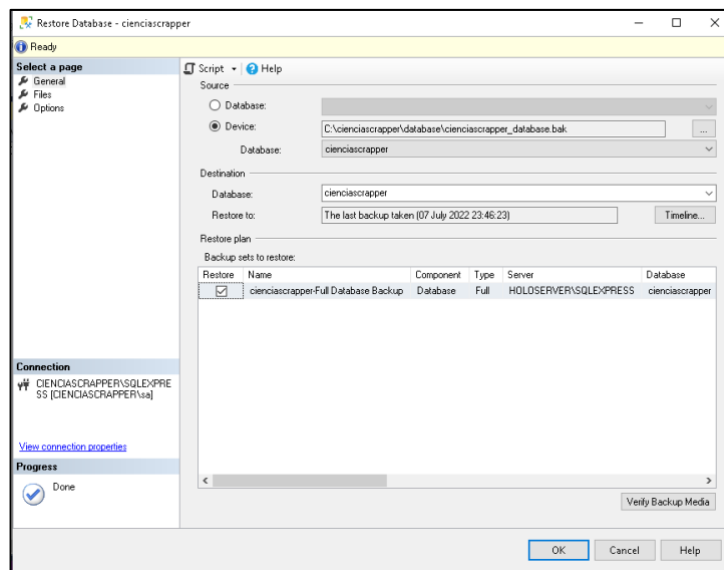 Restore Database - cienciascrapper
Ready
Select a page
General
Files
Options
Script
Help
Source
Database:
Device:
C:\cienciascrapper\database\cienciascrapper_database.bak
...
Database:
cienciascrapper
Destination
Database:
cienciascrapper
Restore to:
The last backup taken (07 July 2022 23:46:23)
Timeline...
Restore plan
Backup sets to restore:
Restore Name Component Type Server Database
cienciascrapper-Full Database Backup Database Full HOLOSERVER\SQLEXPRESS cienciascrapper
Connection
CIENCIASCRAPPER\SQLEXPRE
SS [CIENCIASCRAPPER\sa]
View connection properties
Progress
Done
Verify Backup Media
OK Cancel Help